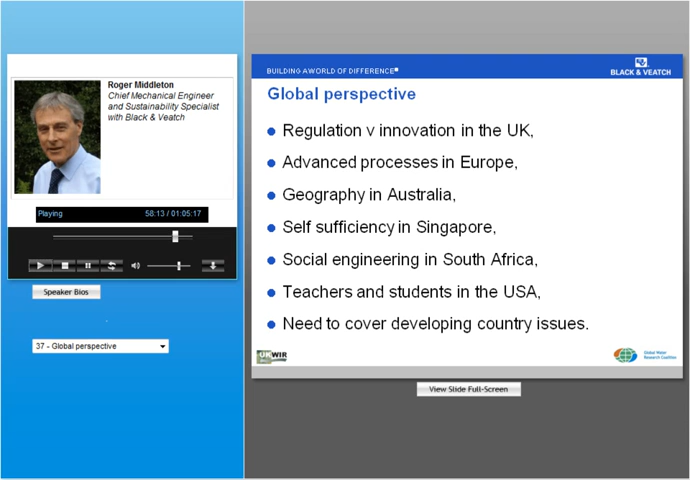 Roger Middleton
Chief Mechanical Engineer
and Sustainability Specialist
with Black & Veatch
Playing 58:13 / 01:05:17
Speaker Bios
37 - Global perspective
BUILDING A WORLD OF DIFFERENCE
BLACK & VEATCH
Global perspective
Regulation v innovation in the UK,
Advanced processes in Europe,
Geography in Australia,
Self sufficiency in Singapore,
Social engineering in South Africa,
Teachers and students in the USA,
Need to cover developing country issues.
UKWIR
Global Water
Research Coalition
View Slide Full-Screen